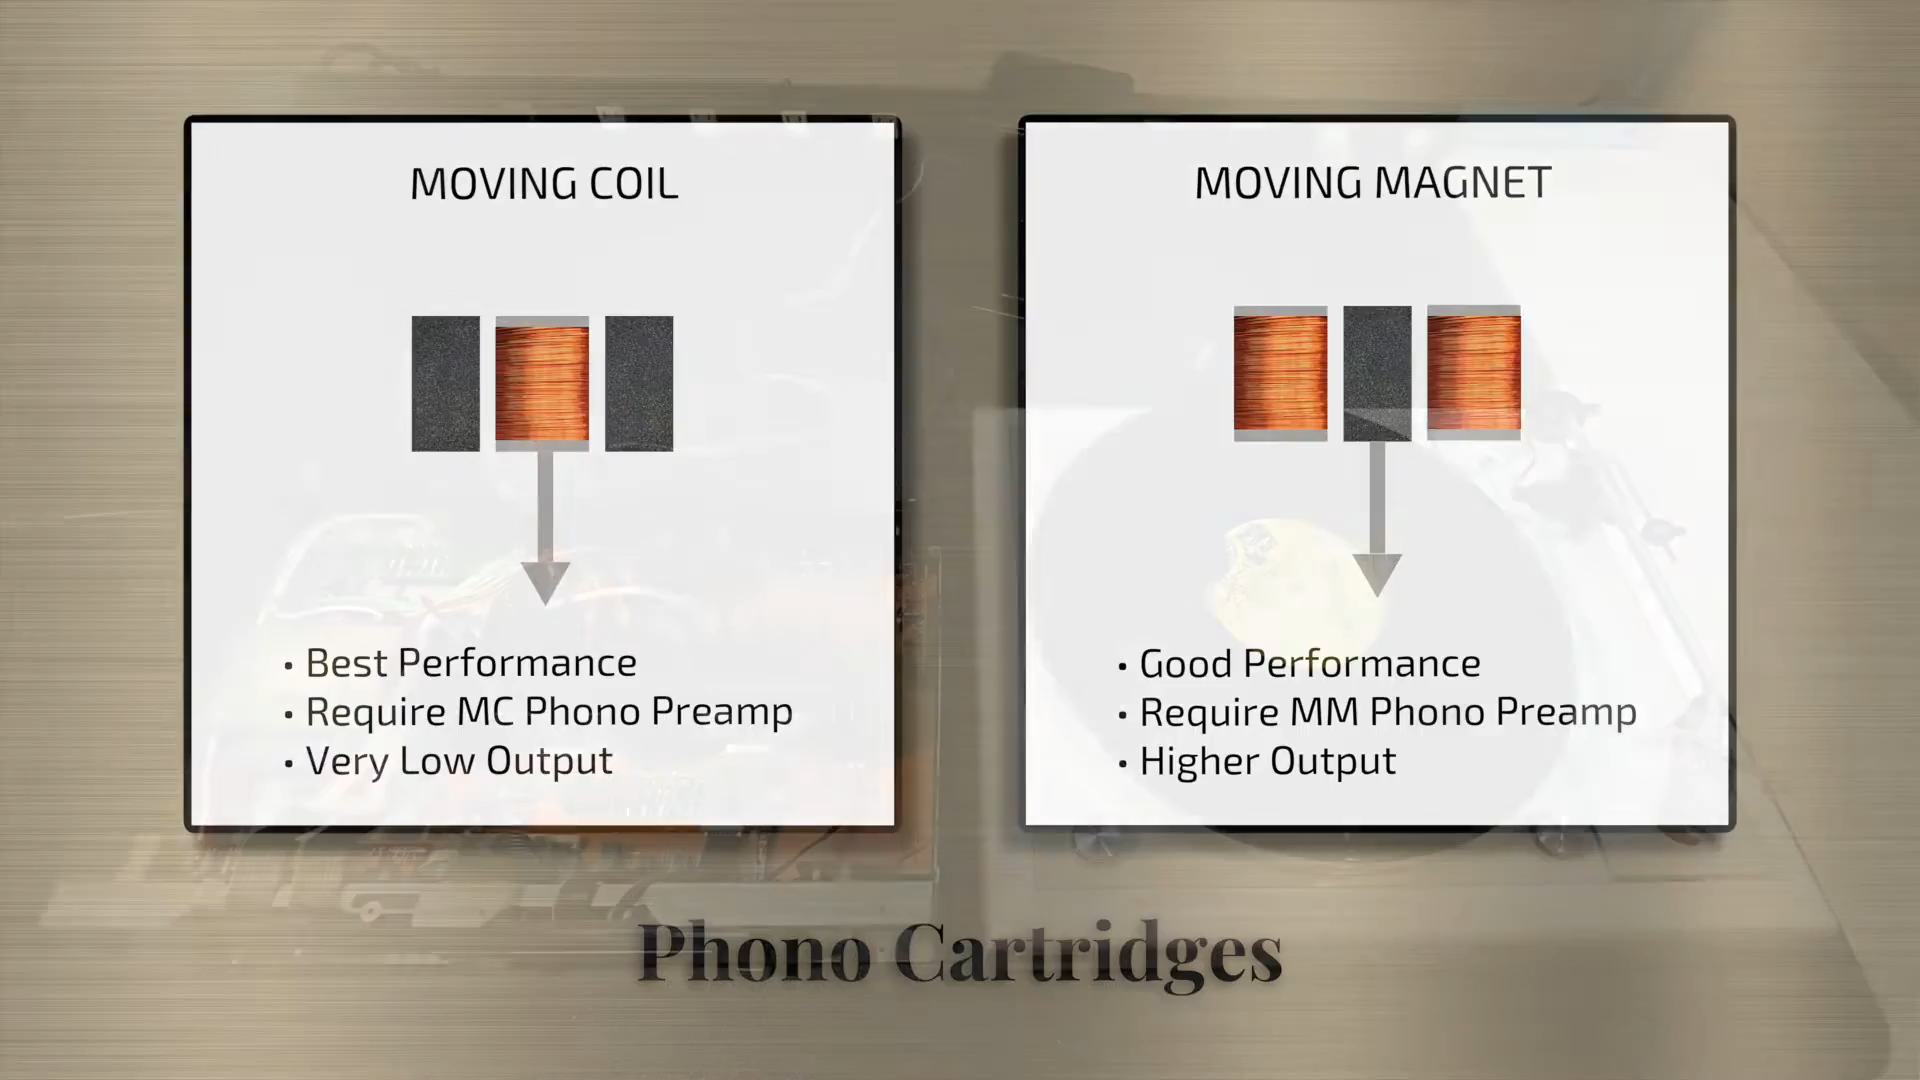 MOVING COIL
• Best Performance
• Require MC Phono Preamp
• Very Low Output
MOVING MAGNET
• Good Performance
• Require MM Phono Preamp
• Higher Output
Phono Cartridges